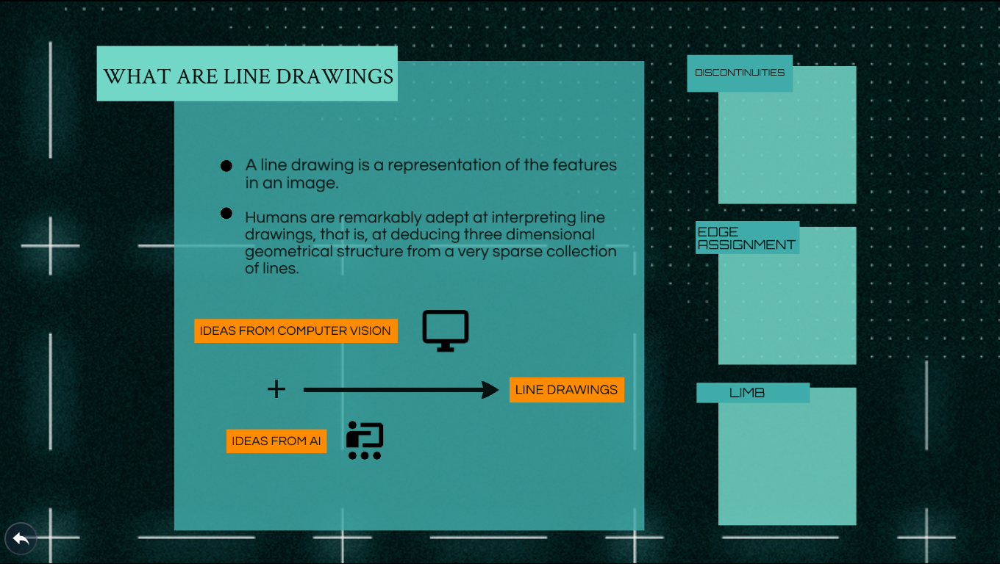 WHAT ARE LINE DRAWINGS
A line drawing is a representation of the features
in an image.
Humans are remarkably adept at interpreting line
drawings, that is, at deducing three dimensional
geometrical structure from a very sparse collection
of lines.
IDEAS FROM COMPUTER VISION
+
LINE DRAWINGS
IDEAS FROM AI
DISCONTINUITIES
EDGE
ASSIGNMENT
LIMB